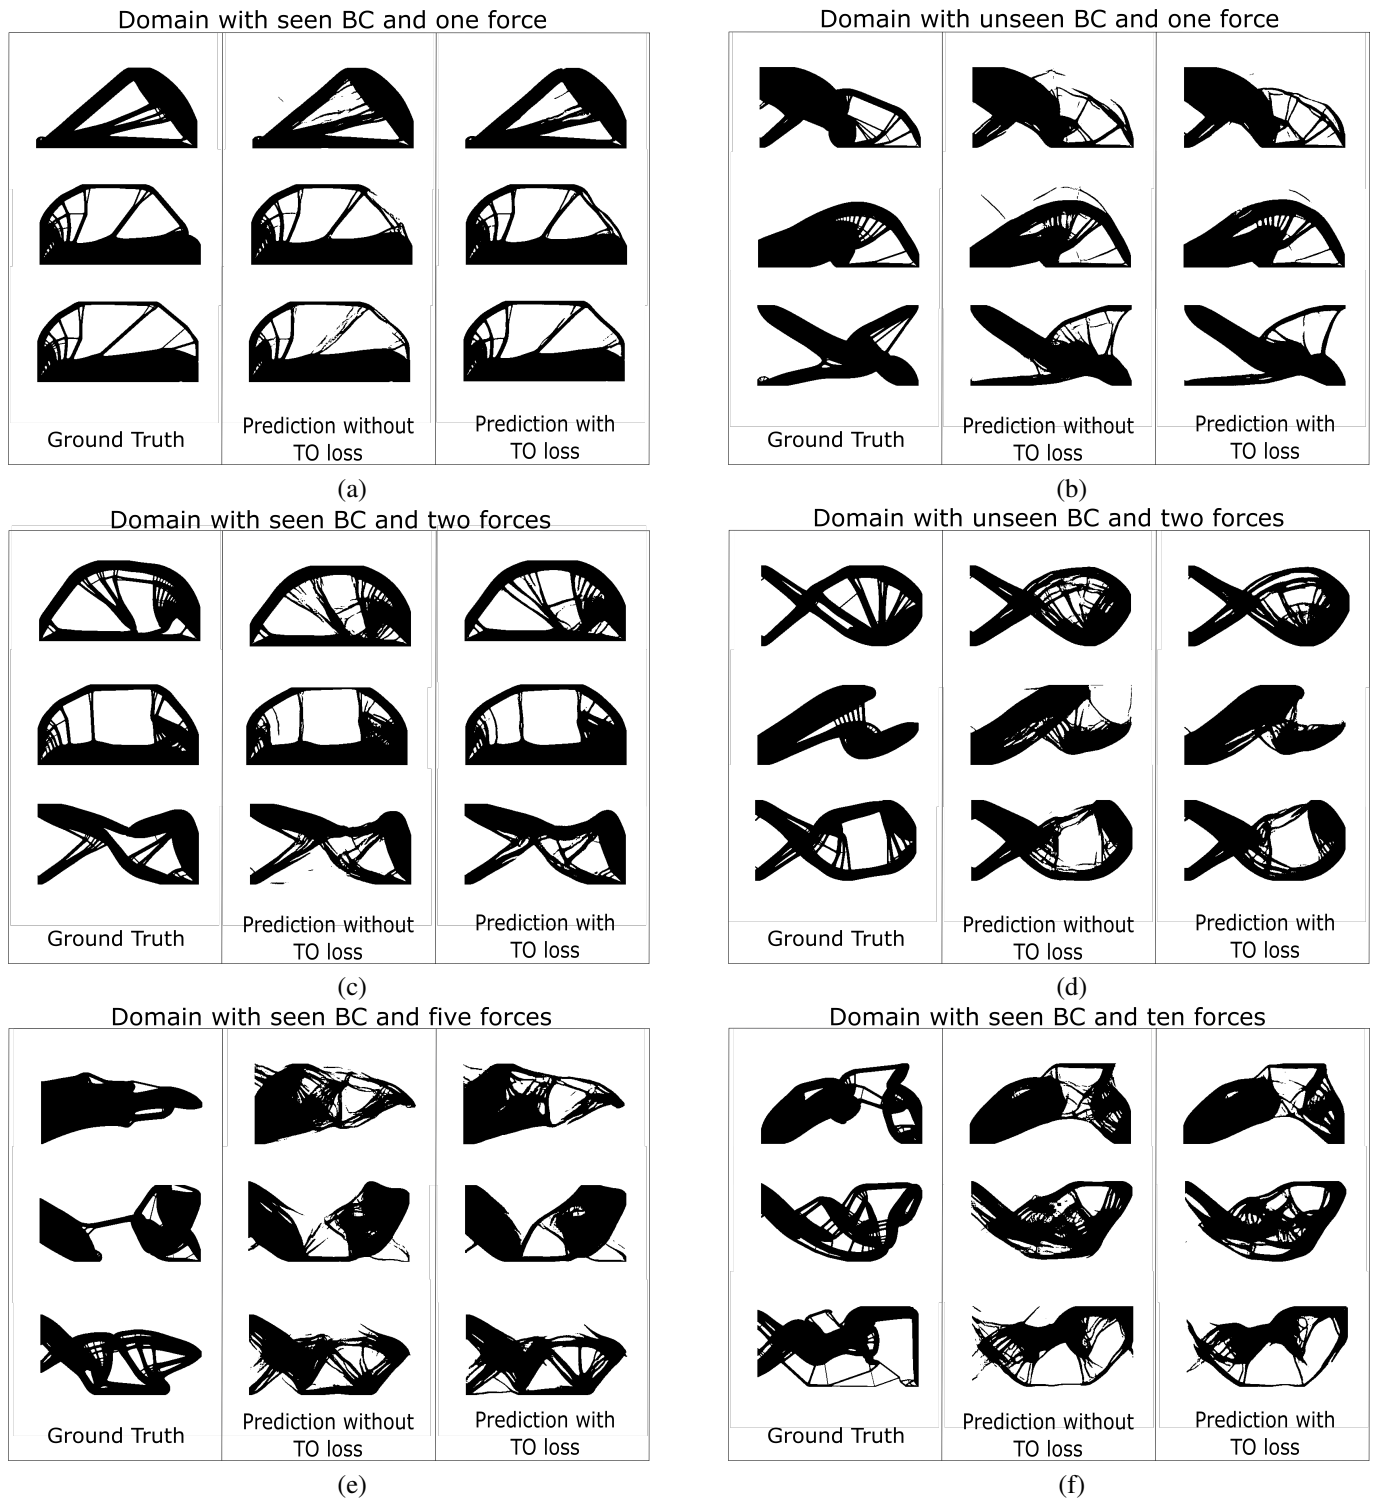 Domain with seen BC and one force
Ground Truth
Prediction without
TO loss
Prediction with
TO loss
(a)
Domain with unseen BC and one force
Ground Truth
Prediction without
TO loss
Prediction with
TO loss
(b)
Domain with seen BC and two forces
Ground Truth
Prediction without
TO loss
Prediction with
TO loss
(c)
Domain with unseen BC and two forces
Ground Truth
Prediction without
TO loss
Prediction with
TO loss
(d)
Domain with seen BC and five forces
Ground Truth
Prediction without
TO loss
Prediction with
TO loss
(e)
Domain with seen BC and ten forces
Ground Truth
Prediction without
TO loss
Prediction with
TO loss
(f)